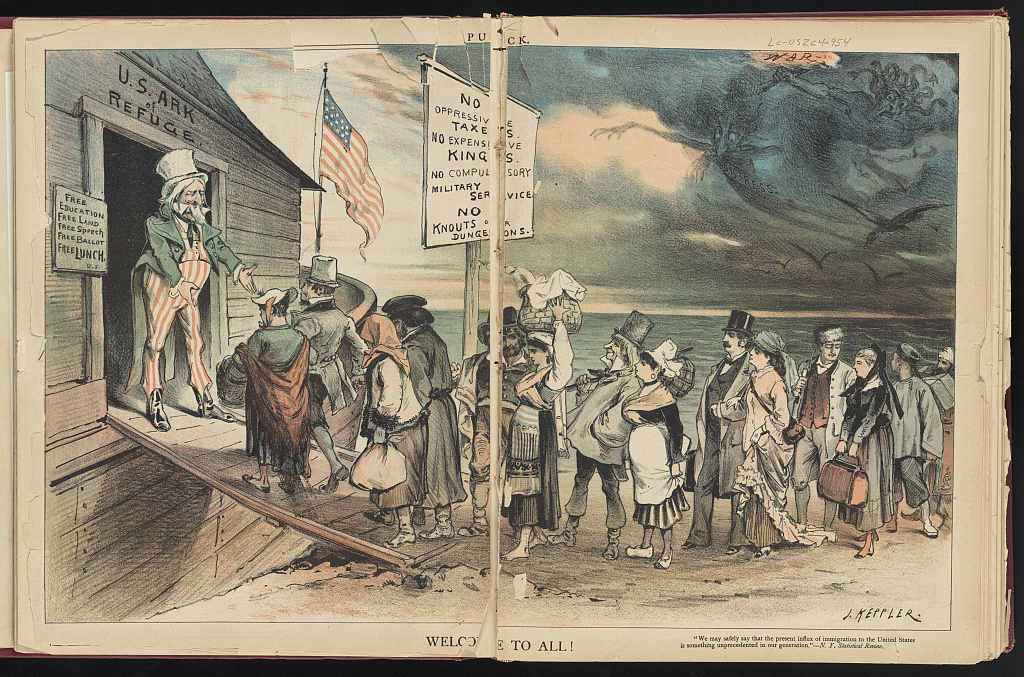 PUCK.
LC-USZC4-954
WAR.
U.S. ARK
of
REFUGE
FREE
EDUCATION
FREE LAND
FREE SPEECH
FREE BALLOT
FREE LUNCH.
U.S.
NO
OPPRESSIVE
TAXES.
NO EXPENSIVE
KINGS.
NO COMPULSORY
MILITARY SERVICE
NO
KNOUTS OR
DUNGEONS.
J. KEPPLER.
WELCOME TO ALL!
"We may safely say that the present influx of immigration to the United States
is something unprecedented in our generation."—N. Y. Statistical Review.